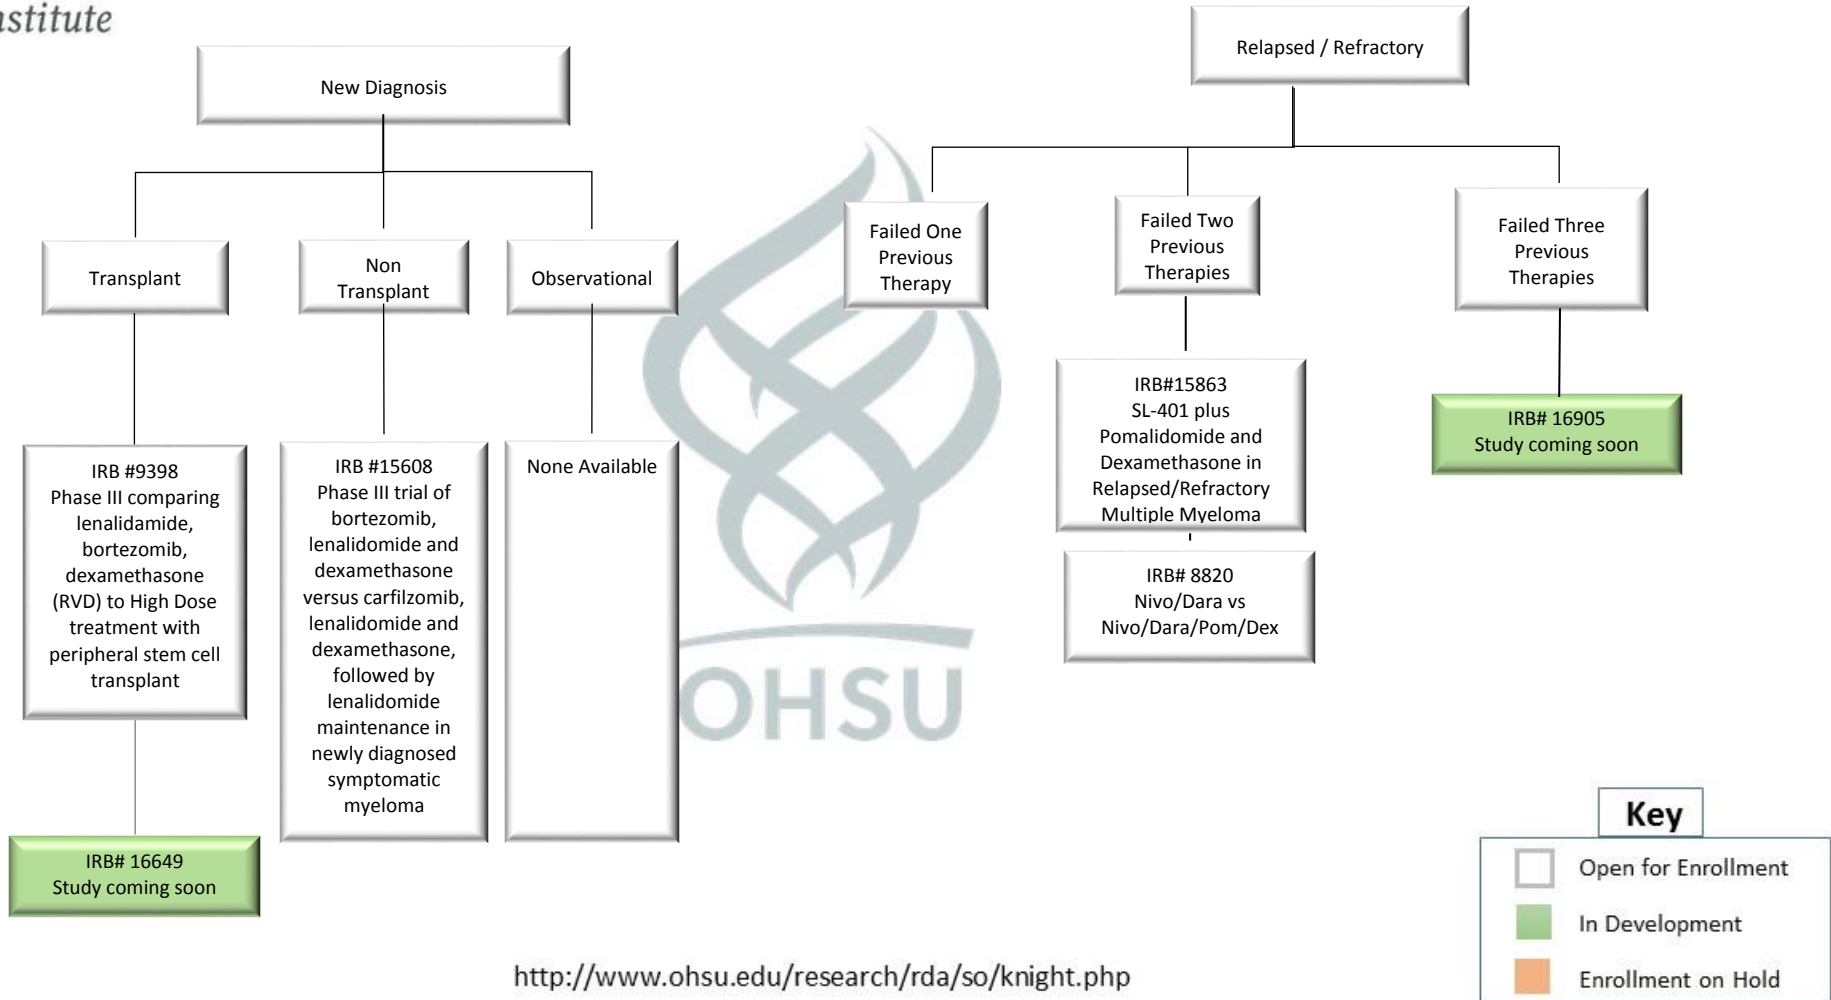 New Diagnosis
Transplant
IRB #9398
Phase III comparing
lenalidamide,
bortezomib,
dexamethasone
(RVD) to High Dose
treatment with
peripheral stem cell
transplant
IRB# 16649
Study coming soon
Non
Transplant
IRB #15608
Phase III trial of
bortezomib,
lenalidomide and
dexamethasone
versus carfilzomib,
lenalidomide and
dexamethasone,
followed by
lenalidomide
maintenance in
newly diagnosed
symptomatic
myeloma
Observational
None Available
Relapsed / Refractory
Failed One
Previous
Therapy
Failed Two
Previous
Therapies
IRB#15863
SL-401 plus
Pomalidomide and
Dexamethasone in
Relapsed/Refractory
Multiple Myeloma
IRB# 8820
Nivo/Dara vs
Nivo/Dara/Pom/Dex
Failed Three
Previous
Therapies
IRB# 16905
Study coming soon
OHSU
Key
Open for Enrollment
In Development
Enrollment on Hold
http://www.ohsu.edu/research/rda/so/knight.php